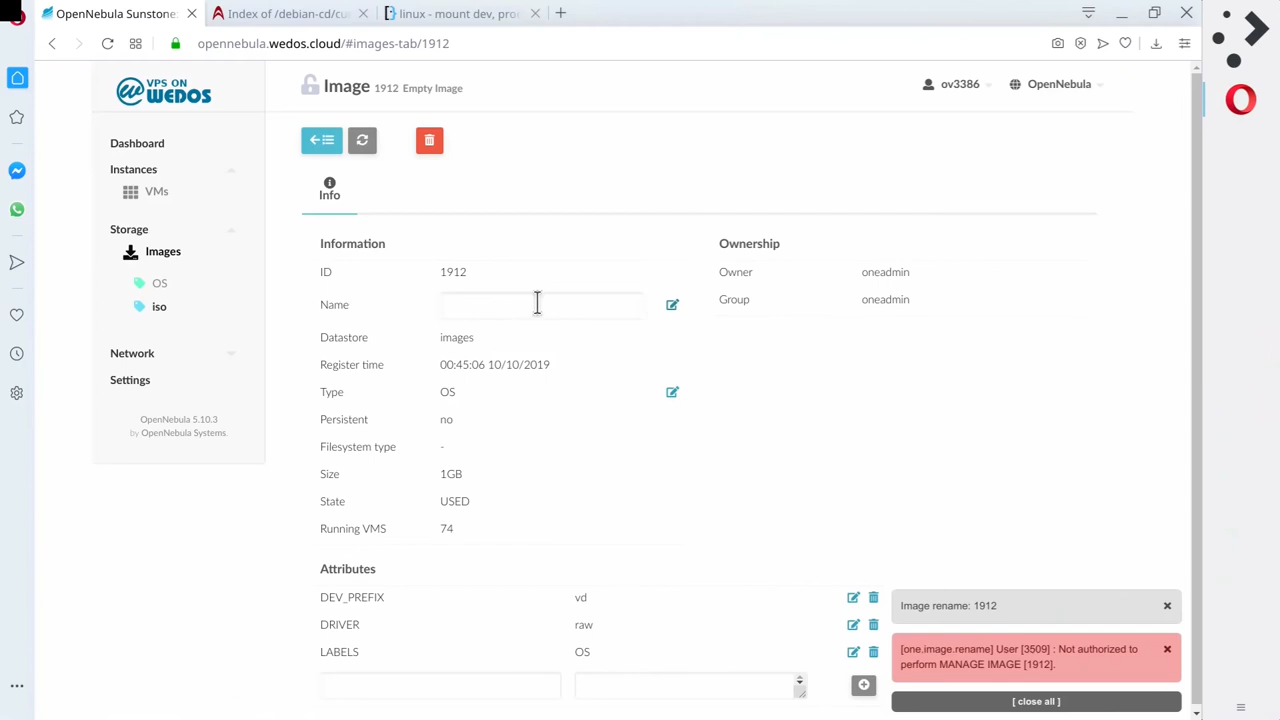 OpenNebula Sunstone:
Index of /debian-cd/cu
linux - mount dev, pro
opennebula.wedos.cloud/#images-tab/1912
VPS ON
WEDOS
Image 1912 Empty Image
ov3386
OpenNebula
Dashboard
Instances
VMs
Storage
Images
OS
iso
Network
Settings
OpenNebula 5.10.3
by OpenNebula Systems.
Info
Information
Ownership
ID 1912
Owner oneadmin
Name
Group oneadmin
Datastore images
Register time 00:45:06 10/10/2019
Type OS
Persistent no
Filesystem type -
Size 1GB
State USED
Running VMS 74
Attributes
DEV_PREFIX vd
DRIVER raw
LABELS OS
Image rename: 1912
[one.image.rename] User [3509] : Not authorized to
perform MANAGE IMAGE [1912].
[ close all ]